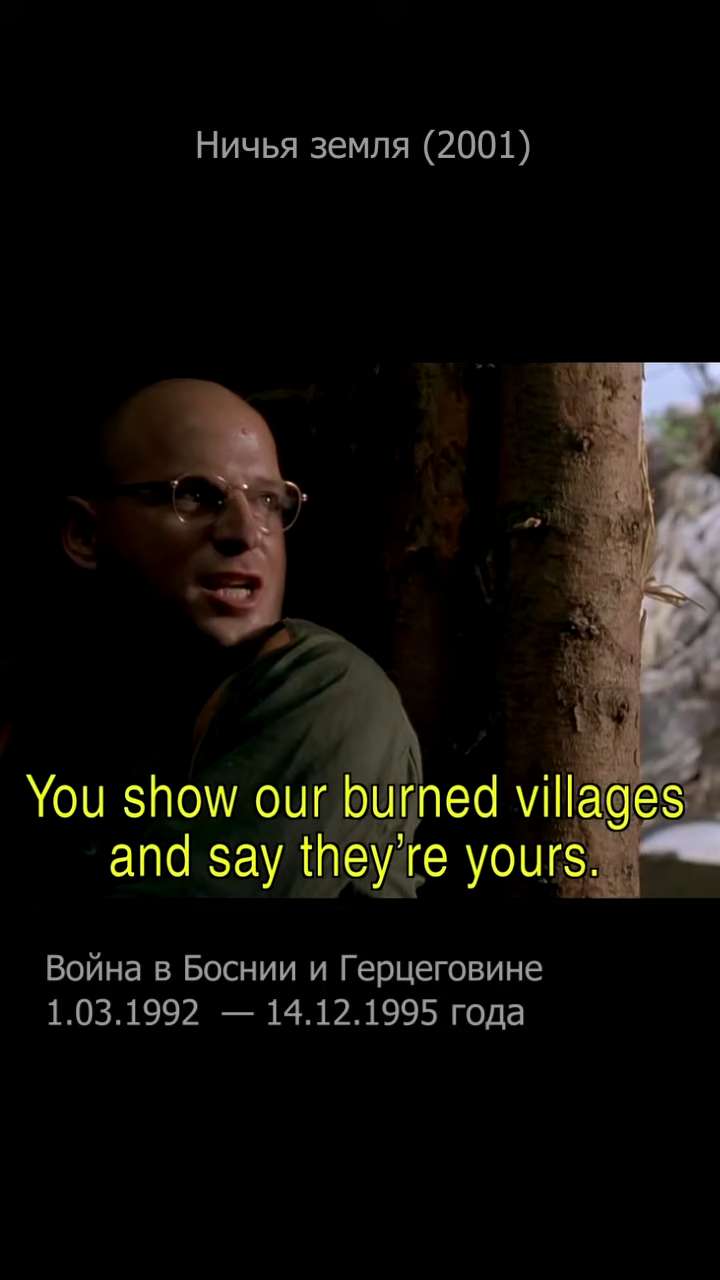 Ничья земля (2001)
You show our burned villages
and say they’re yours.
Война в Боснии и Герцеговине
1.03.1992 — 14.12.1995 года